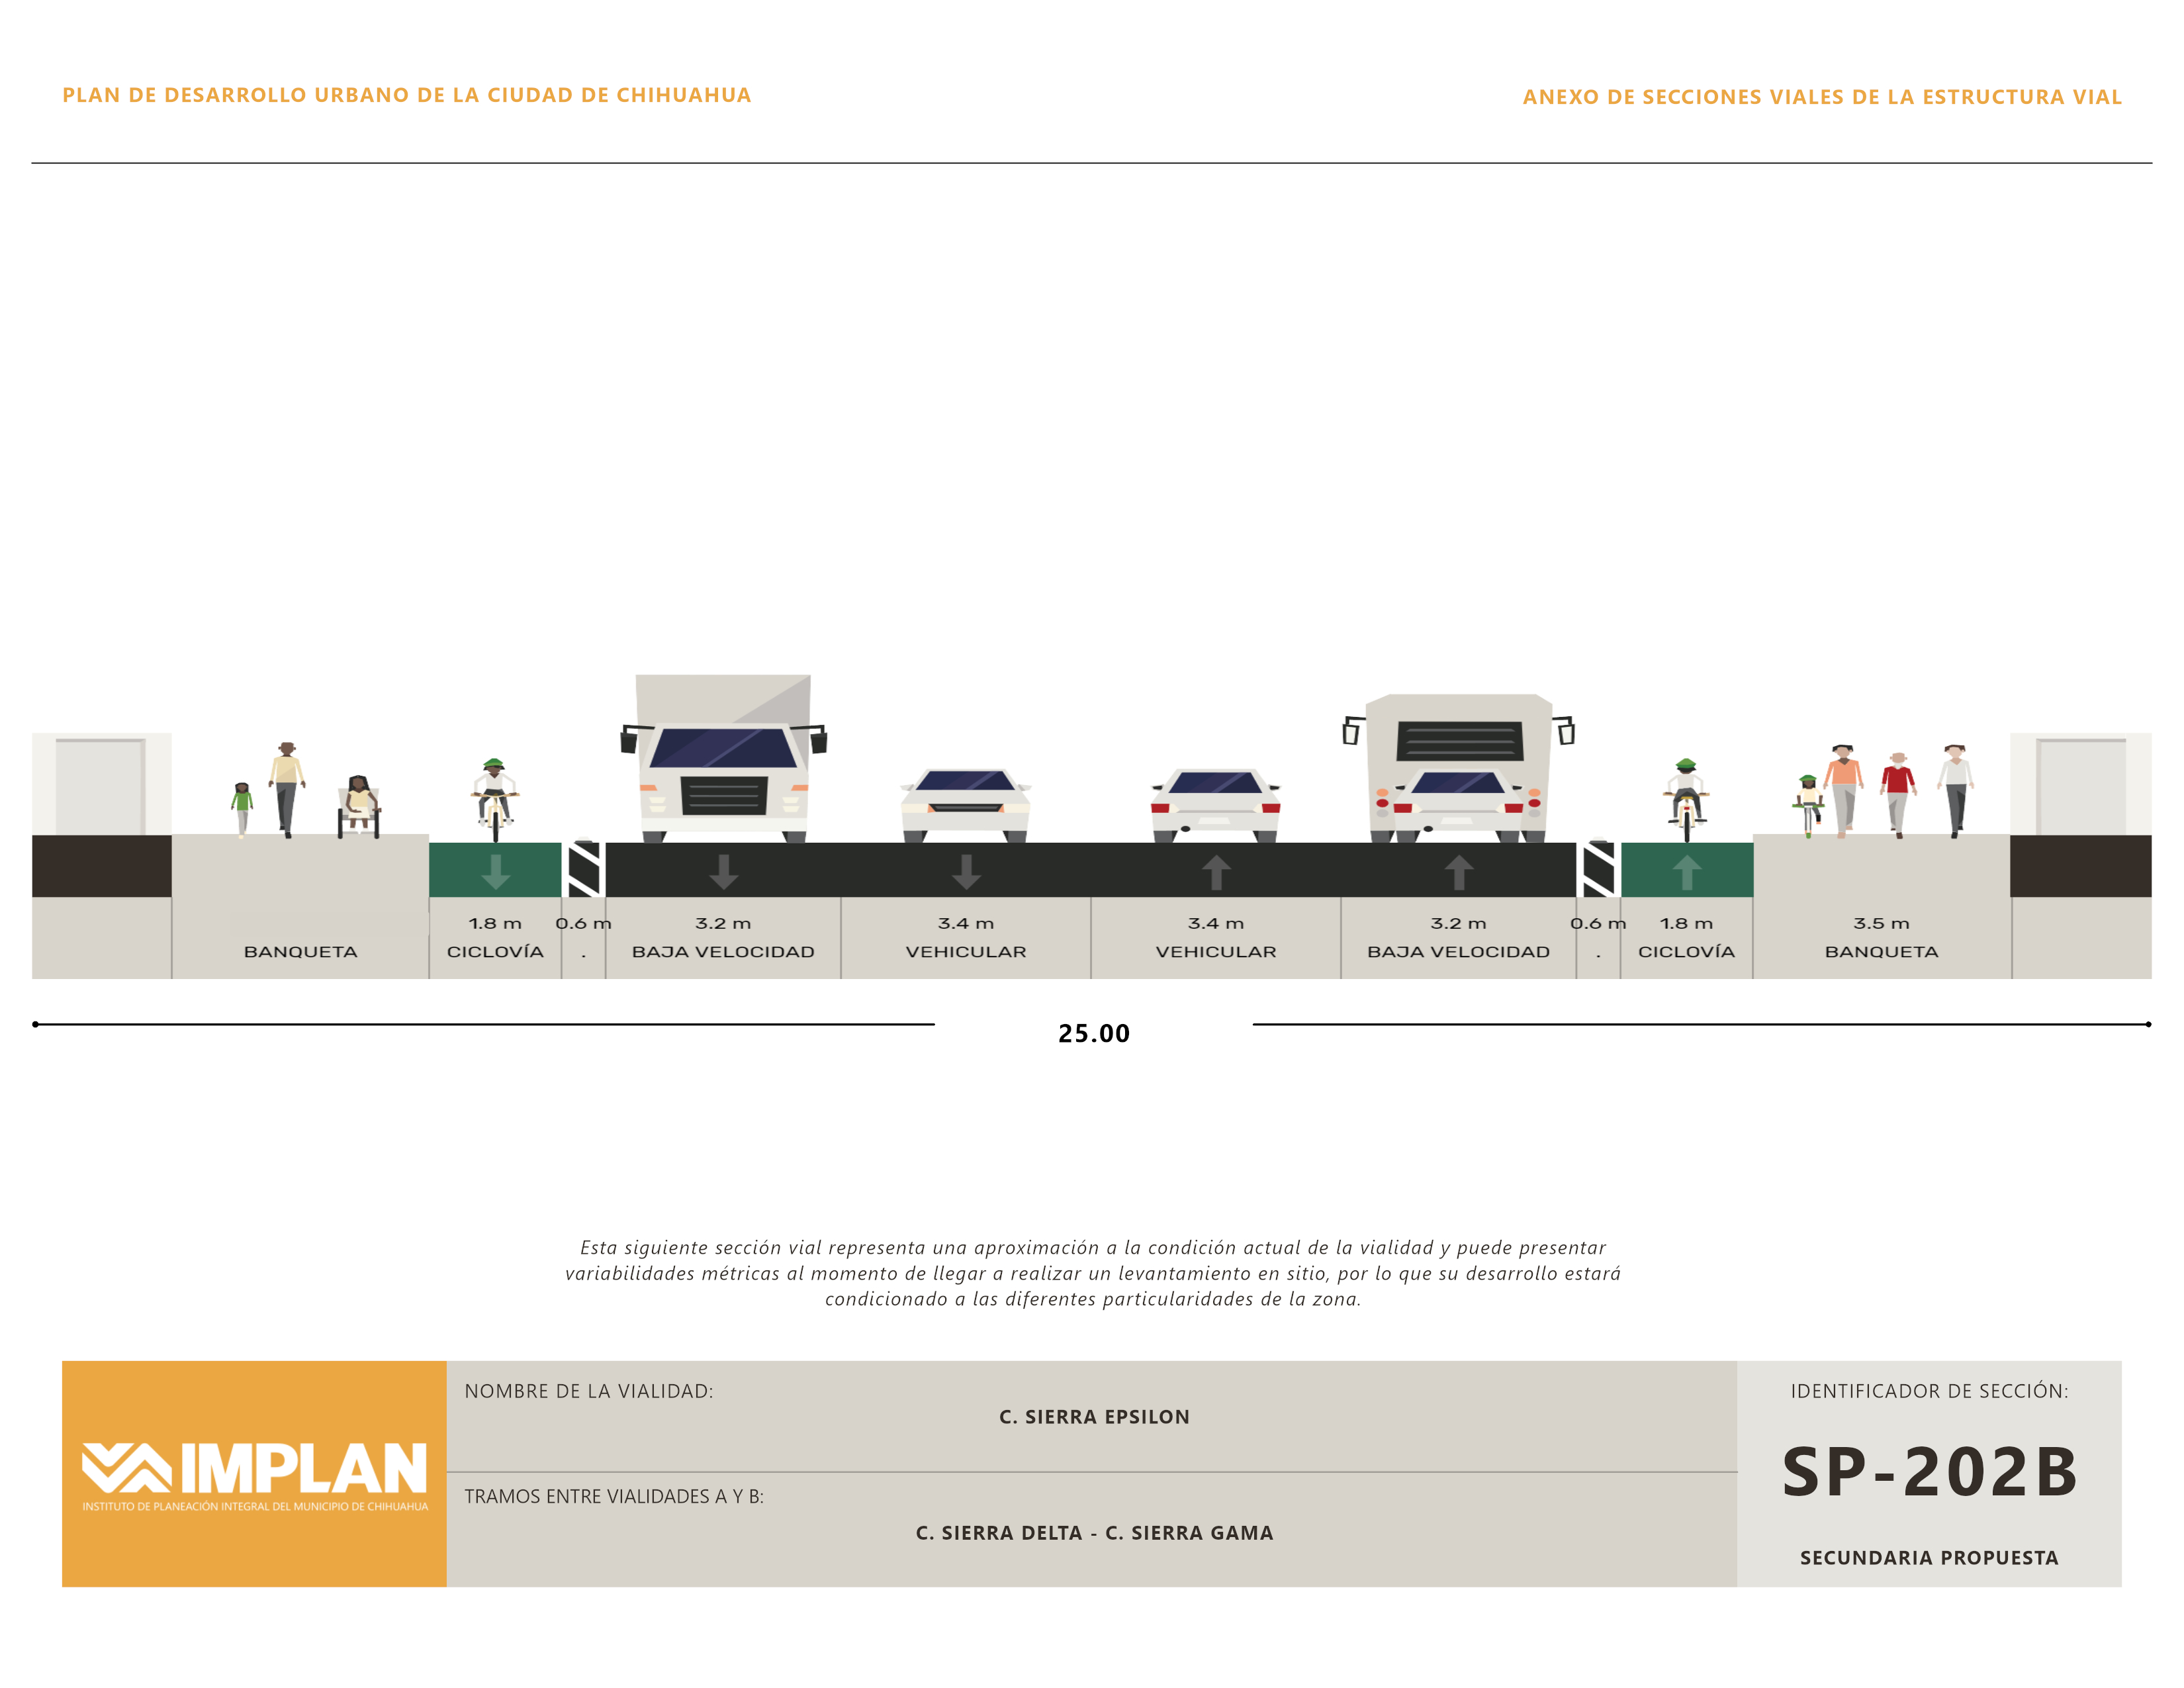 PLAN DE DESARROLLO URBANO DE LA CIUDAD DE CHIHUAHUA
ANEXO DE SECCIONES VIALES DE LA ESTRUCTURA VIAL
1.8 m 0.6 m 3.2 m 3.4 m 3.4 m 3.2 m 0.6 m 1.8 m 3.5 m
BANQUETA CICLOVÍA . BAJA VELOCIDAD VEHICULAR VEHICULAR BAJA VELOCIDAD . CICLOVÍA BANQUETA
25.00
Esta siguiente sección vial representa una aproximación a la condición actual de la vialidad y puede presentar
variabilidades métricas al momento de llegar a realizar un levantamiento en sitio, por lo que su desarrollo estará
condicionado a las diferentes particularidades de la zona.
IMPLAN
INSTITUTO DE PLANEACIÓN INTEGRAL DEL MUNICIPIO DE CHIHUAHUA
NOMBRE DE LA VIALIDAD:
C. SIERRA EPSILON
TRAMOS ENTRE VIALIDADES A Y B:
C. SIERRA DELTA - C. SIERRA GAMA
IDENTIFICADOR DE SECCIÓN:
SP-202B
SECUNDARIA PROPUESTA